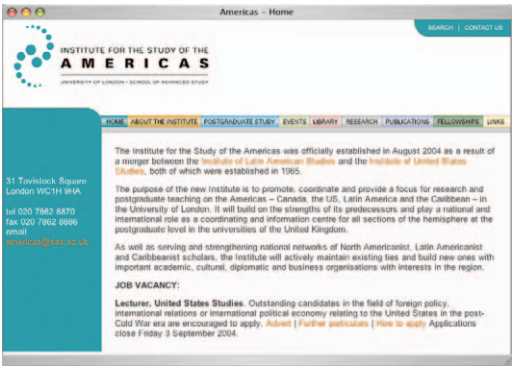 Americas – Home
SEARCH | CONTACT US
INSTITUTE FOR THE STUDY OF THE
AMERICAS
UNIVERSITY OF LONDON · SCHOOL OF ADVANCED STUDY
HOME ABOUT THE INSTITUTE POSTGRADUATE STUDY EVENTS LIBRARY RESEARCH PUBLICATIONS FELLOWSHIPS LINKS
31 Tavistock Square
London WC1H 9HA
tel 020 7862 8870
fax 020 7862 8886
email
americas@sas.ac.uk
The Institute for the Study of the Americas was officially established in August 2004 as a result of
a merger between the Institute of Latin American Studies and the Institute of United States
Studies, both of which were established in 1965.
The purpose of the new Institute is to promote, coordinate and provide a focus for research and
postgraduate teaching on the Americas – Canada, the US, Latin America and the Caribbean – in
the University of London. It will build on the strengths of its predecessors and play a national and
international role as a coordinating and information centre for all sections of the hemisphere at the
postgraduate level in the universities of the United Kingdom.
As well as serving and strengthening national networks of North Americanist, Latin Americanist
and Caribbeanist scholars, the Institute will actively maintain existing ties and build new ones with
important academic, cultural, diplomatic and business organisations with interests in the region.
JOB VACANCY:
Lecturer, United States Studies. Outstanding candidates in the field of foreign policy,
international relations or international political economy relating to the United States in the post-
Cold War era are encouraged to apply. Advert | Further particulars | How to apply Applications
close Friday 3 September 2004.